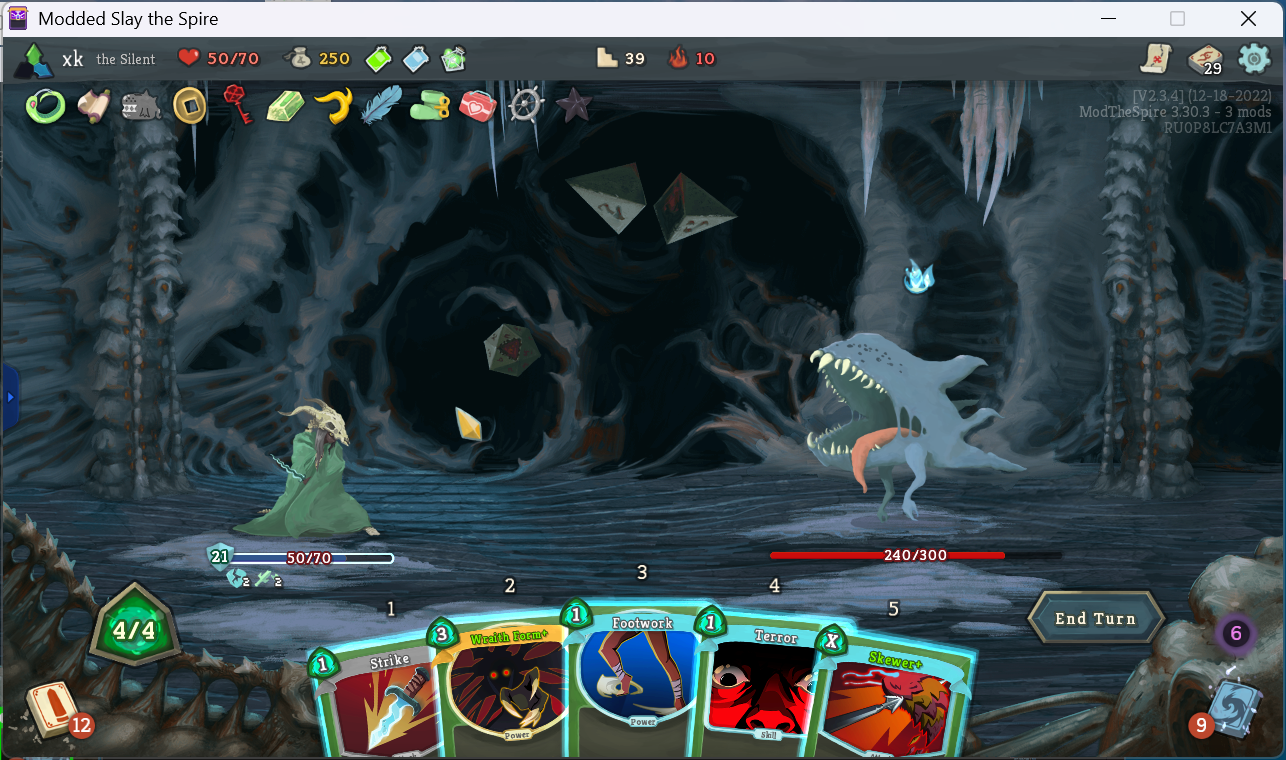 Modded Slay the Spire
xk the Silent 50/70 250 39 10 29
[V2.3.4] (12-18-2022)
ModTheSpire 3.30.3 - 3 mods
RU0P8LC7A3M1
21 50/70
2 2
240/300
1 2 3 4 5
4/4
End Turn
6
12
9
1 Strike
3 Wraith Form+
Power
1 Footwork
Power
1 Terror
Skill
X Skewer+